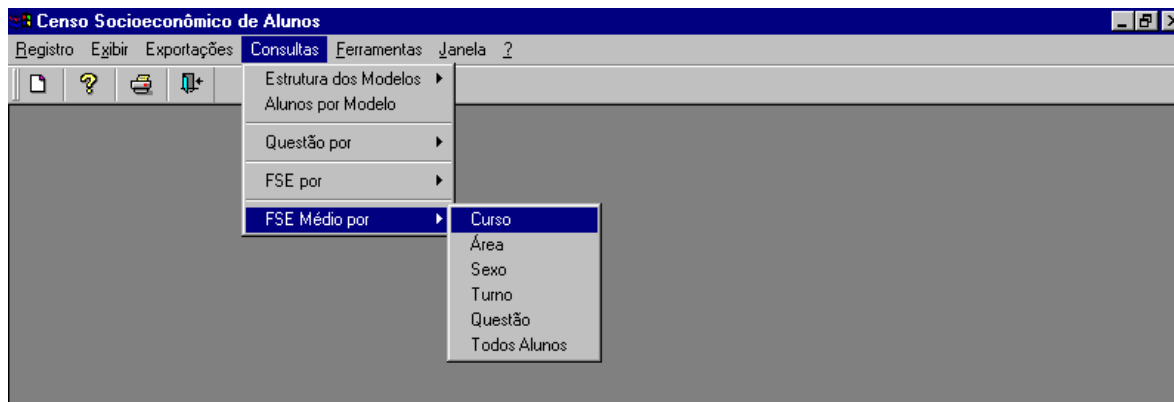 Censo Socioeconômico de Alunos
Registro Exibir Exportações Consultas Ferramentas Janela ?
Estrutura dos Modelos
Alunos por Modelo
Questão por
FSE por
FSE Médio por
Curso
Área
Sexo
Turno
Questão
Todos Alunos